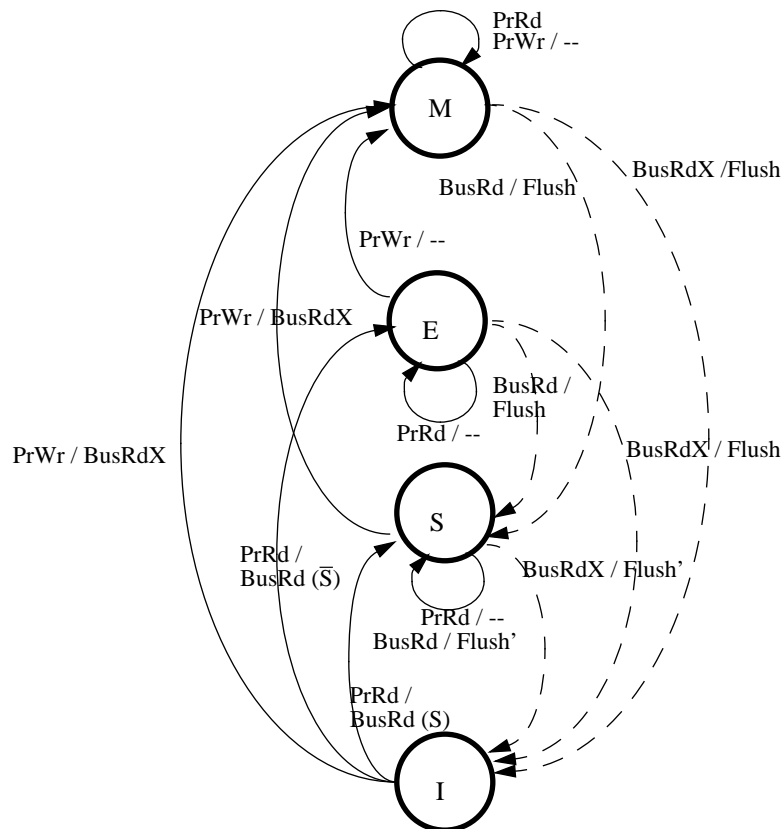 PrRd
PrWr / --
M
BusRdX /Flush
BusRd / Flush
PrWr / --
PrWr / BusRdX
E
BusRd /
Flush
PrRd / --
BusRdX / Flush
PrWr / BusRdX
S
PrRd /
BusRd (S̅)
BusRdX / Flush’
PrRd / --
BusRd / Flush’
PrRd /
BusRd (S)
I